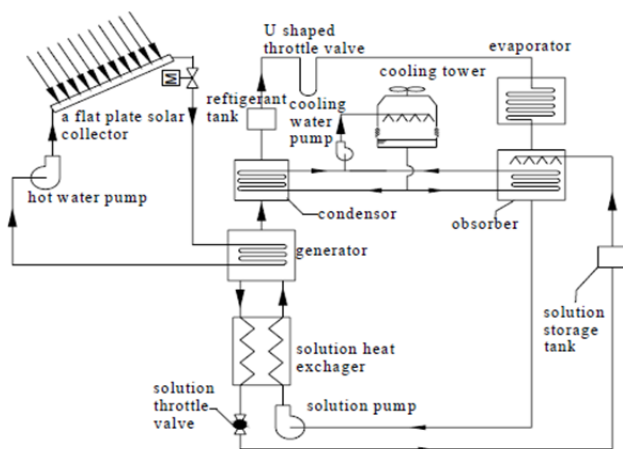 U shaped
throttle valve
evaporator
cooling tower
M
a flat plate solar
collector
reftigerant
tank
cooling
water
pump
hot water pump
condensor
obsorber
generator
solution
storage
tank
solution heat
exchager
solution
throttle
valve
solution pump